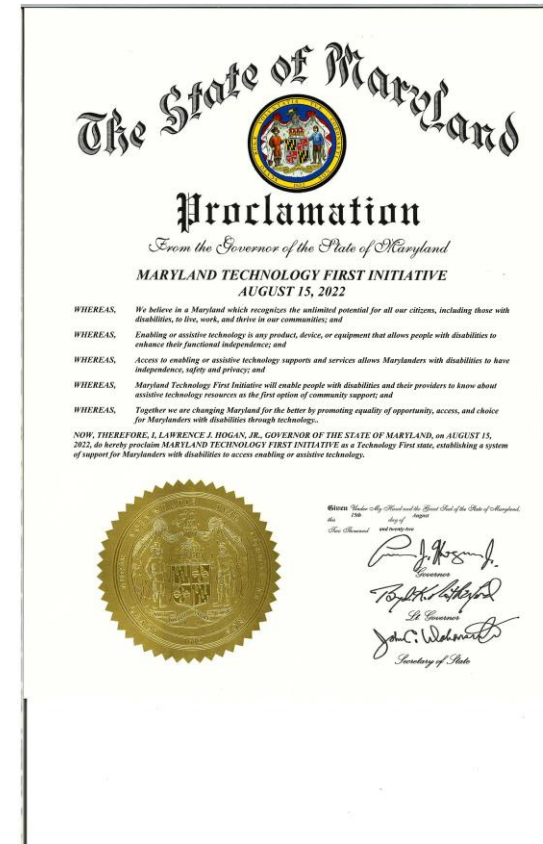 The State of Maryland
Proclamation
From the Governor of the State of Maryland
MARYLAND TECHNOLOGY FIRST INITIATIVE
AUGUST 15, 2022
WHEREAS, We believe in a Maryland which recognizes the unlimited potential for all our citizens, including those with
disabilities, to live, work, and thrive in our communities; and
WHEREAS, Enabling or assistive technology is any product, device, or equipment that allows people with disabilities to
enhance their functional independence; and
WHEREAS, Access to enabling or assistive technology supports and services allows Marylanders with disabilities to have
independence, safety and privacy; and
WHEREAS, Maryland Technology First Initiative will enable people with disabilities and their providers to know about
assistive technology resources as the first option of community support; and
WHEREAS, Together we are changing Maryland for the better by promoting equality of opportunity, access, and choice
for Marylanders with disabilities through technology..
NOW, THEREFORE, I, LAWRENCE J. HOGAN, JR., GOVERNOR OF THE STATE OF MARYLAND, on AUGUST 15,
2022, do hereby proclaim MARYLAND TECHNOLOGY FIRST INITIATIVE as a Technology First state, establishing a system
of support for Marylanders with disabilities to access enabling or assistive technology.
Given Under My Hand and the Great Seal of the State of Maryland,
this 15th day of August
Two Thousand and twenty-two
Governor
Lt. Governor
Secretary of State